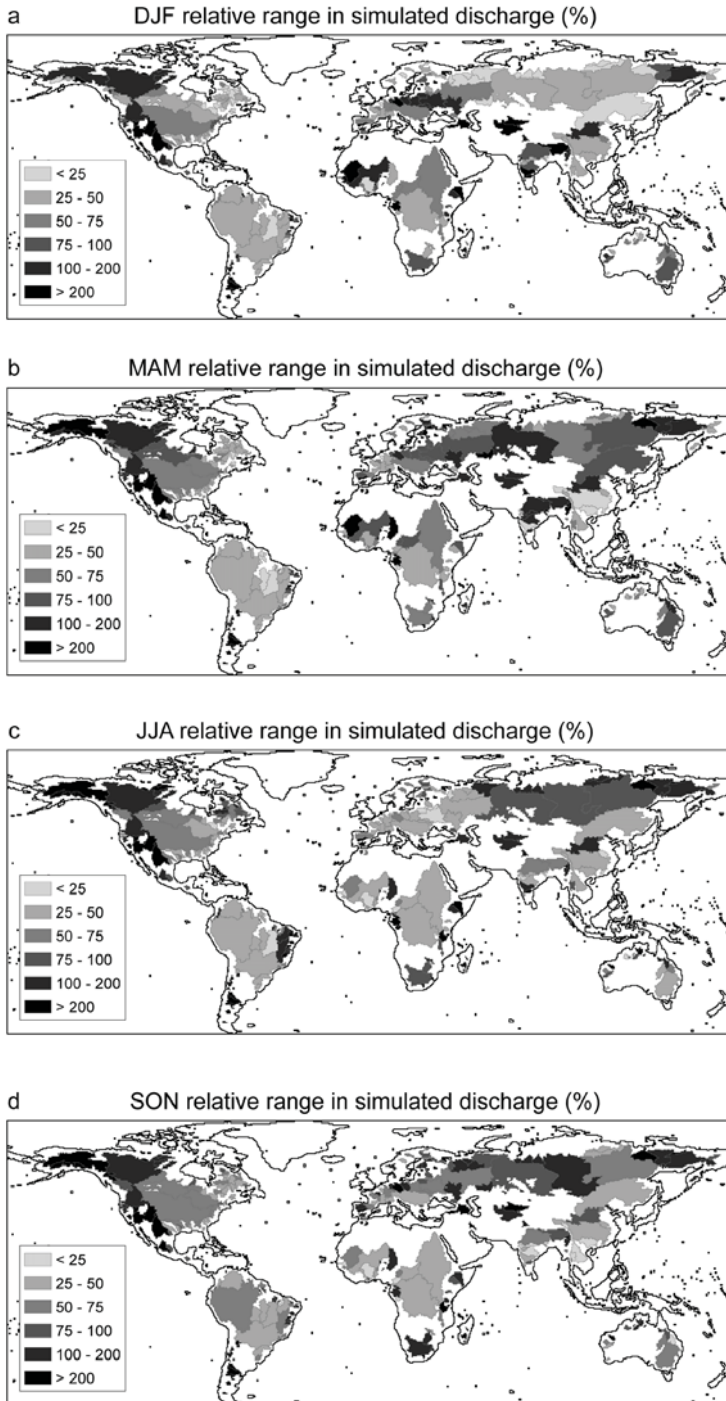 a
DJF relative range in simulated discharge (%)
< 25
25 - 50
50 - 75
75 - 100
100 - 200
> 200
b
MAM relative range in simulated discharge (%)
< 25
25 - 50
50 - 75
75 - 100
100 - 200
> 200
c
JJA relative range in simulated discharge (%)
< 25
25 - 50
50 - 75
75 - 100
100 - 200
> 200
d
SON relative range in simulated discharge (%)
< 25
25 - 50
50 - 75
75 - 100
100 - 200
> 200